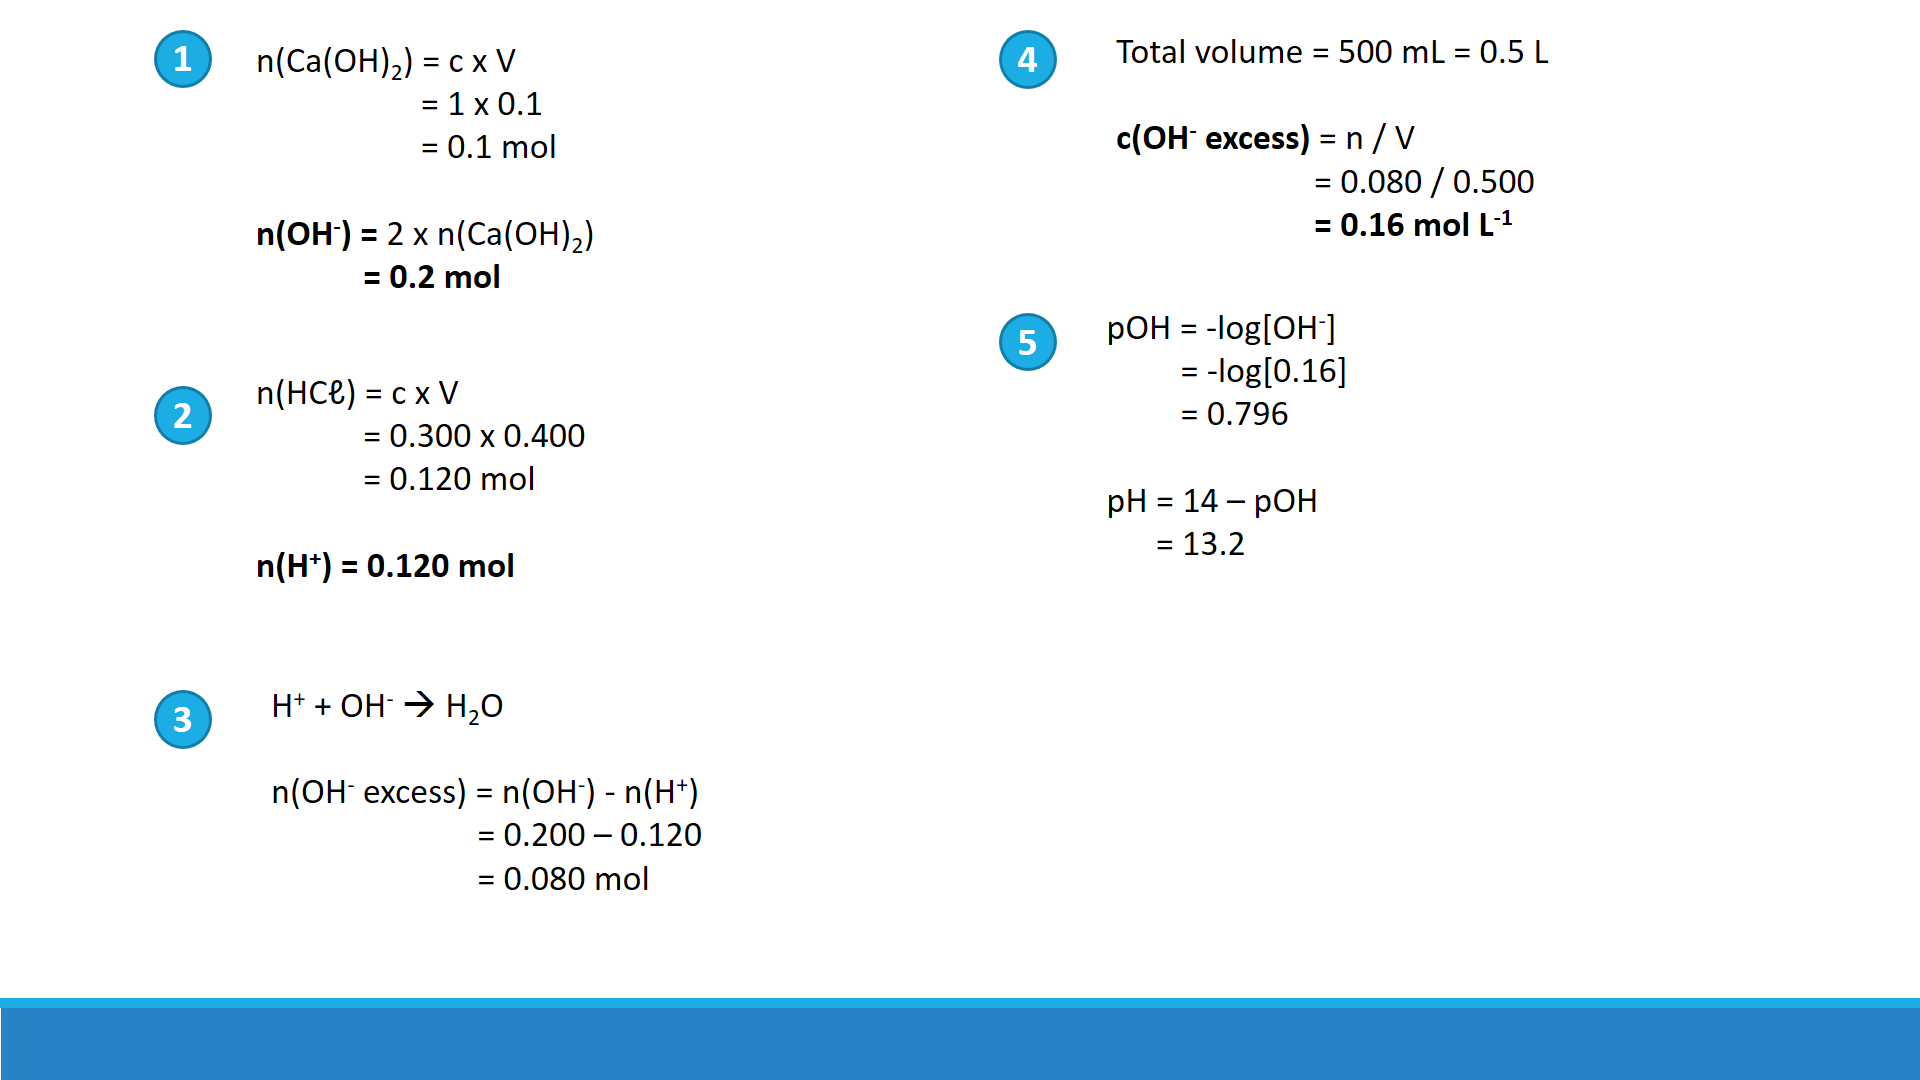 1
n(Ca(OH)₂) = c x V
= 1 x 0.1
= 0.1 mol
n(OH⁻) = 2 x n(Ca(OH)₂)
= 0.2 mol
2
n(HCℓ) = c x V
= 0.300 x 0.400
= 0.120 mol
n(H⁺) = 0.120 mol
3
H⁺ + OH⁻ → H₂O
n(OH⁻ excess) = n(OH⁻) - n(H⁺)
= 0.200 – 0.120
= 0.080 mol
4
Total volume = 500 mL = 0.5 L
c(OH⁻ excess) = n / V
= 0.080 / 0.500
= 0.16 mol L⁻¹
5
pOH = -log[OH⁻]
= -log[0.16]
= 0.796
pH = 14 – pOH
= 13.2